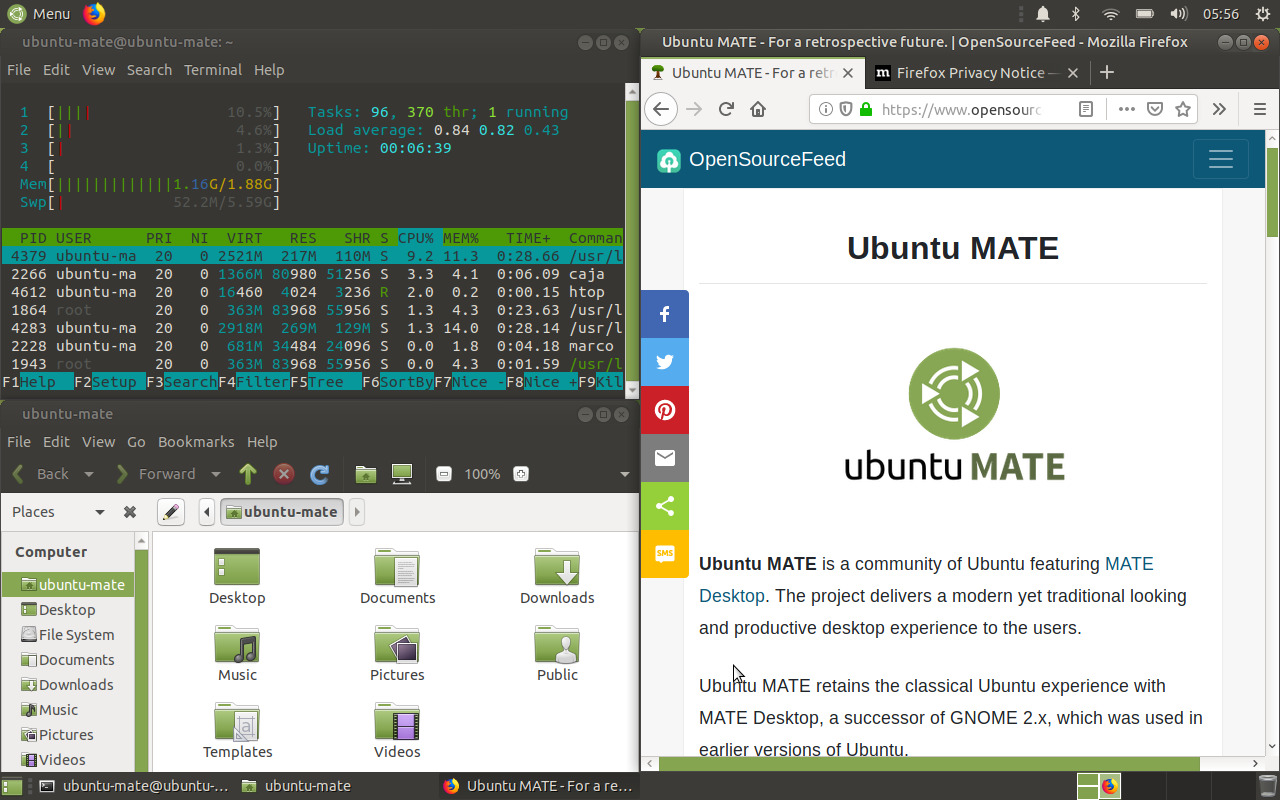 Menu 05:56
ubuntu-mate@ubuntu-mate: ~
File Edit View Search Terminal Help
1 [|||| 10.5%] Tasks: 96, 370 thr; 1 running
2 [|| 4.6%] Load average: 0.84 0.82 0.43
3 [| 1.3%] Uptime: 00:06:39
4 [ 0.0%]
Mem[|||||||||||||1.16G/1.88G]
Swp[| 52.2M/5.59G]
PID USER PRI NI VIRT RES SHR S CPU% MEM% TIME+ Comman
4379 ubuntu-ma 20 0 2521M 217M 110M S 9.2 11.3 0:28.66 /usr/l
2266 ubuntu-ma 20 0 1366M 80980 51256 S 3.3 4.1 0:06.09 caja
4612 ubuntu-ma 20 0 16460 4024 3236 R 2.0 0.2 0:00.15 htop
1864 root 20 0 363M 83968 55956 S 1.3 4.3 0:23.63 /usr/l
4283 ubuntu-ma 20 0 2918M 269M 129M S 1.3 14.0 0:28.14 /usr/l
2228 ubuntu-ma 20 0 681M 34484 24096 S 0.0 1.8 0:04.18 marco
1943 root 20 0 363M 83968 55956 S 0.0 4.3 0:01.59 /usr/l
F1Help F2Setup F3SearchF4FilterF5Tree F6SortByF7Nice -F8Nice +F9Kil
ubuntu-mate
File Edit View Go Bookmarks Help
Back Forward 100%
Places ubuntu-mate
Computer
ubuntu-mate
Desktop
File System
Documents
Downloads
Music
Pictures
Videos
Desktop Documents Downloads
Music Pictures Public
Templates Videos
Ubuntu MATE - For a retrospective future. | OpenSourceFeed - Mozilla Firefox
Ubuntu MATE - For a retr m Firefox Privacy Notice —
https://www.opensourc
OpenSourceFeed
Ubuntu MATE
f
SMS
ubuntu MATE
Ubuntu MATE is a community of Ubuntu featuring MATE
Desktop. The project delivers a modern yet traditional looking
and productive desktop experience to the users.
Ubuntu MATE retains the classical Ubuntu experience with
MATE Desktop, a successor of GNOME 2.x, which was used in
earlier versions of Ubuntu.
ubuntu-mate@ubuntu-... ubuntu-mate Ubuntu MATE - For a re...